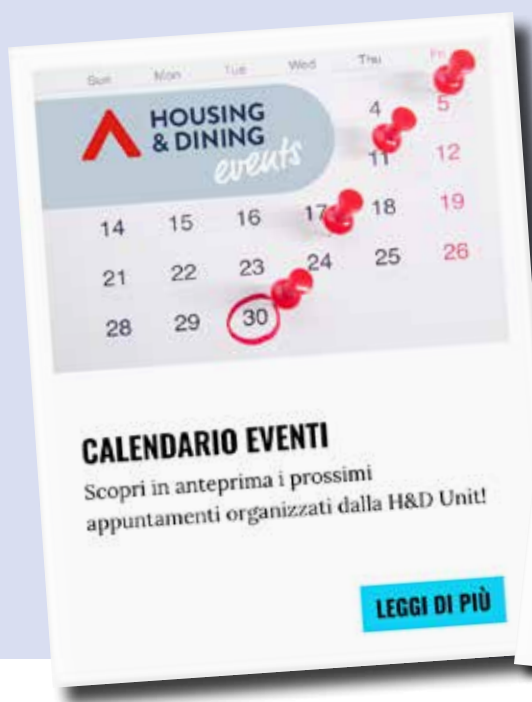 Sun Mon Tue Wed Thu Fri
HOUSING
& DINING
events
4 5
11 12
14 15 16 17 18 19
21 22 23 24 25 26
28 29 30
CALENDARIO EVENTI
Scopri in anteprima i prossimi
appuntamenti organizzati dalla H&D Unit!
LEGGI DI PIÙ